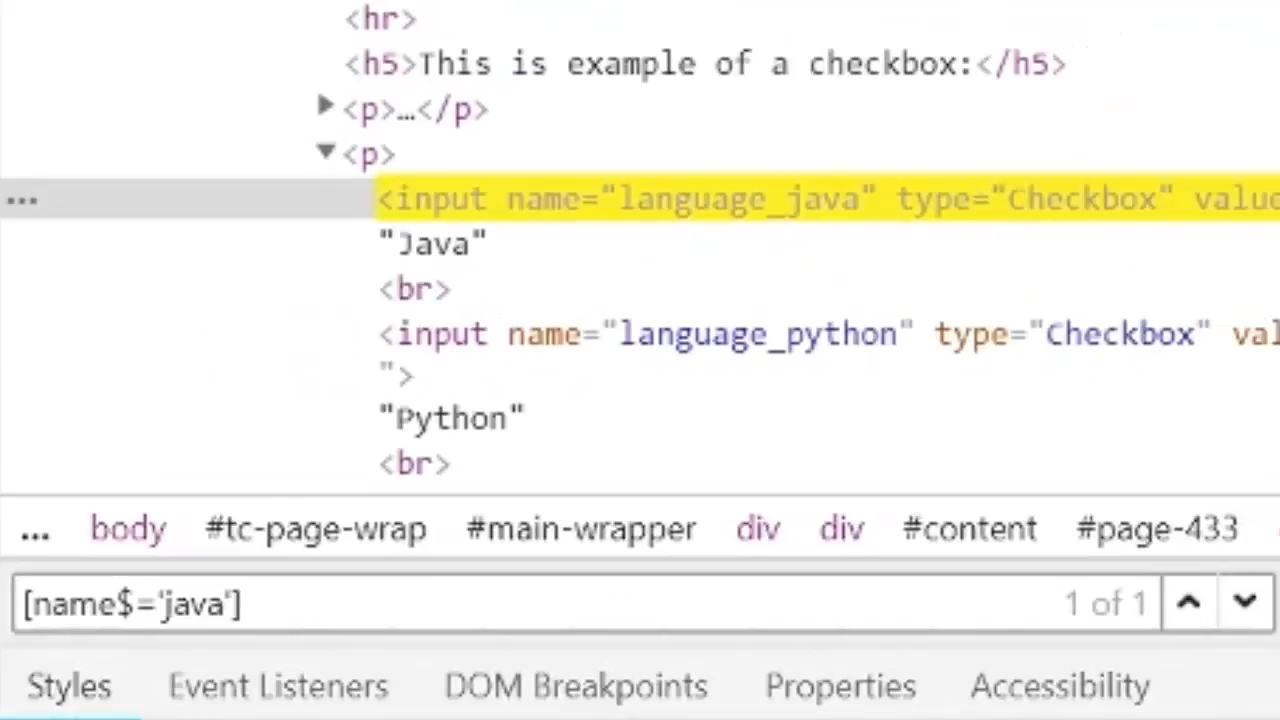 <hr>
<h5>This is example of a checkbox:</h5>
<p>…</p>
<p>
... <input name="language_java" type="Checkbox" value
"Java"
<br>
<input name="language_python" type="Checkbox" val
">
"Python"
<br>
... body #tc-page-wrap #main-wrapper div div #content #page-433
[name$='java'] 1 of 1
Styles Event Listeners DOM Breakpoints Properties Accessibility